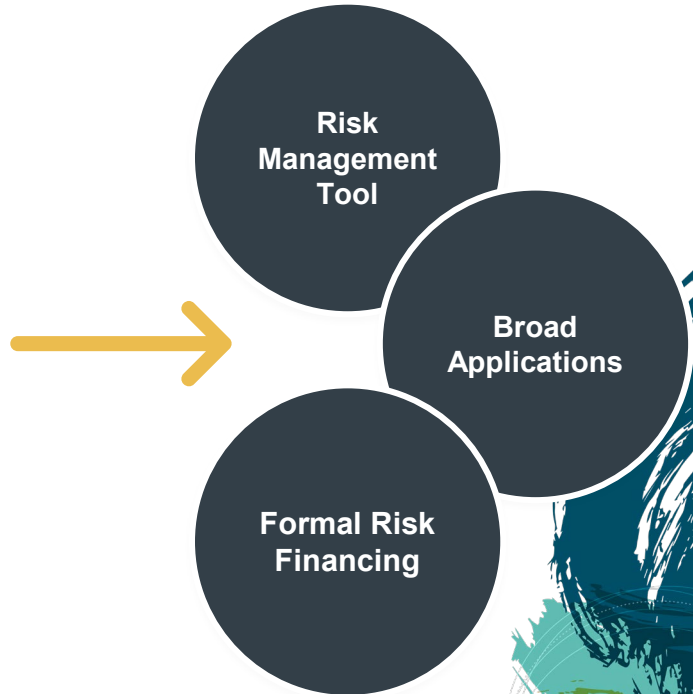 Risk
Management
Tool
Broad
Applications
Formal Risk
Financing